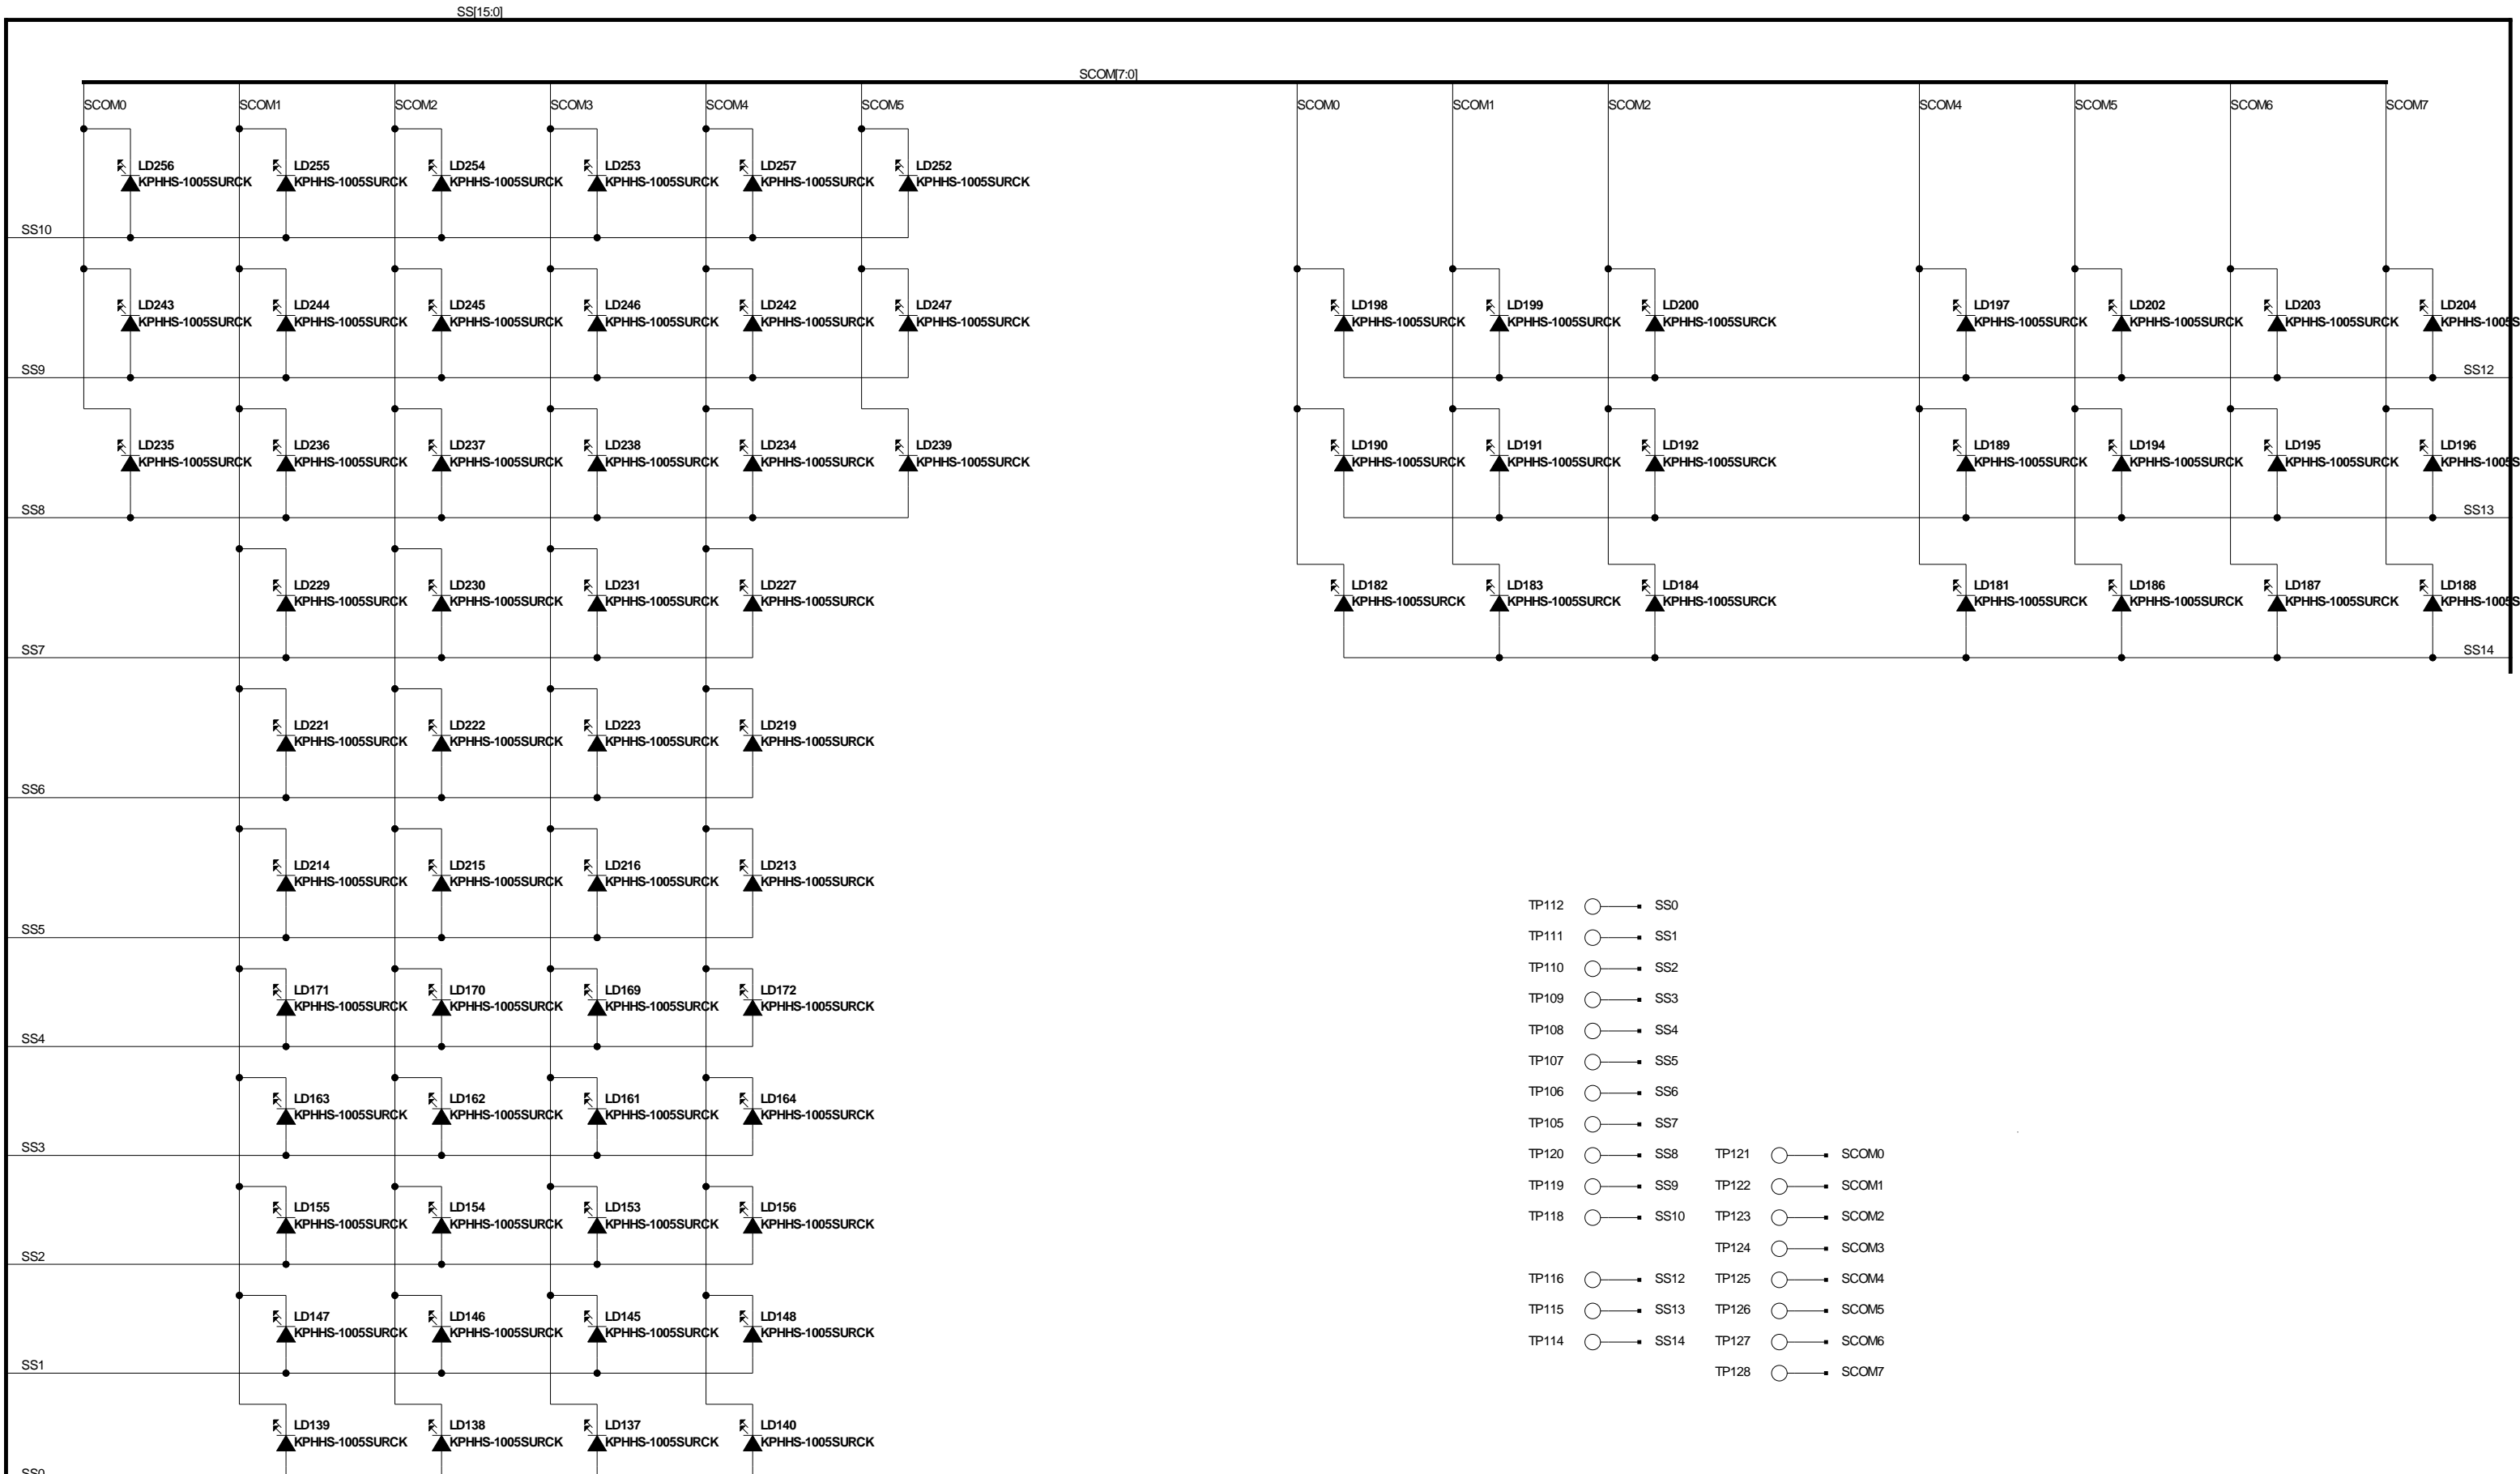 SS[15:0]
SCOM[7:0]
SCOM0 SCOM1 SCOM2 SCOM3 SCOM4 SCOM5 SCOM0 SCOM1 SCOM2 SCOM4 SCOM5 SCOM6 SCOM7
LD256 LD255 LD254 LD253 LD257 LD252
KPHHS-1005SURCK KPHHS-1005SURCK KPHHS-1005SURCK KPHHS-1005SURCK KPHHS-1005SURCK KPHHS-1005SURCK
SS10
LD243 LD244 LD245 LD246 LD242 LD247 LD198 LD199 LD200 LD197 LD202 LD203 LD204
KPHHS-1005SURCK KPHHS-1005SURCK KPHHS-1005SURCK KPHHS-1005SURCK KPHHS-1005SURCK KPHHS-1005SURCK KPHHS-1005SURCK KPHHS-1005SURCK KPHHS-1005SURCK KPHHS-1005SURCK KPHHS-1005SURCK KPHHS-1005SURCK KPHHS-1005S
SS9 SS12
LD235 LD236 LD237 LD238 LD234 LD239 LD190 LD191 LD192 LD189 LD194 LD195 LD196
KPHHS-1005SURCK KPHHS-1005SURCK KPHHS-1005SURCK KPHHS-1005SURCK KPHHS-1005SURCK KPHHS-1005SURCK KPHHS-1005SURCK KPHHS-1005SURCK KPHHS-1005SURCK KPHHS-1005SURCK KPHHS-1005SURCK KPHHS-1005SURCK KPHHS-1005S
SS8 SS13
LD229 LD230 LD231 LD227 LD182 LD183 LD184 LD181 LD186 LD187 LD188
KPHHS-1005SURCK KPHHS-1005SURCK KPHHS-1005SURCK KPHHS-1005SURCK KPHHS-1005SURCK KPHHS-1005SURCK KPHHS-1005SURCK KPHHS-1005SURCK KPHHS-1005SURCK KPHHS-1005SURCK KPHHS-1005S
SS7 SS14
LD221 LD222 LD223 LD219
KPHHS-1005SURCK KPHHS-1005SURCK KPHHS-1005SURCK KPHHS-1005SURCK
SS6
LD214 LD215 LD216 LD213
KPHHS-1005SURCK KPHHS-1005SURCK KPHHS-1005SURCK KPHHS-1005SURCK
SS5
LD171 LD170 LD169 LD172
KPHHS-1005SURCK KPHHS-1005SURCK KPHHS-1005SURCK KPHHS-1005SURCK
SS4
LD163 LD162 LD161 LD164
KPHHS-1005SURCK KPHHS-1005SURCK KPHHS-1005SURCK KPHHS-1005SURCK
SS3
LD155 LD154 LD153 LD156
KPHHS-1005SURCK KPHHS-1005SURCK KPHHS-1005SURCK KPHHS-1005SURCK
SS2
LD147 LD146 LD145 LD148
KPHHS-1005SURCK KPHHS-1005SURCK KPHHS-1005SURCK KPHHS-1005SURCK
SS1
LD139 LD138 LD137 LD140
KPHHS-1005SURCK KPHHS-1005SURCK KPHHS-1005SURCK KPHHS-1005SURCK
SS0
TP112 SS0
TP111 SS1
TP110 SS2
TP109 SS3
TP108 SS4
TP107 SS5
TP106 SS6
TP105 SS7
TP120 SS8 TP121 SCOM0
TP119 SS9 TP122 SCOM1
TP118 SS10 TP123 SCOM2
TP124 SCOM3
TP116 SS12 TP125 SCOM4
TP115 SS13 TP126 SCOM5
TP114 SS14 TP127 SCOM6
TP128 SCOM7